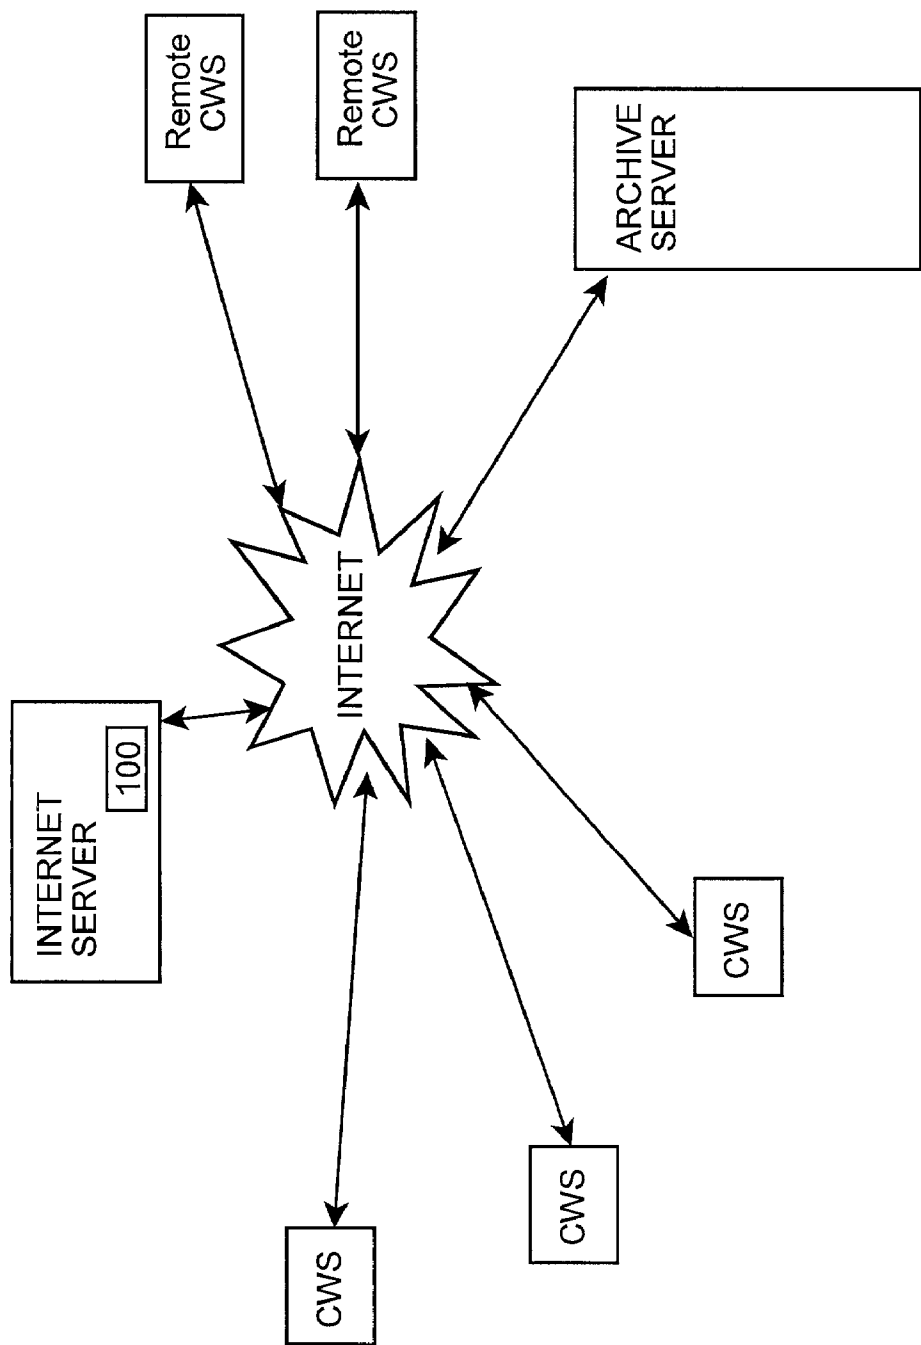 Remote
CWS
Remote
CWS
ARCHIVE
SERVER
INTERNET
INTERNET
SERVER
100
CWS
CWS
CWS